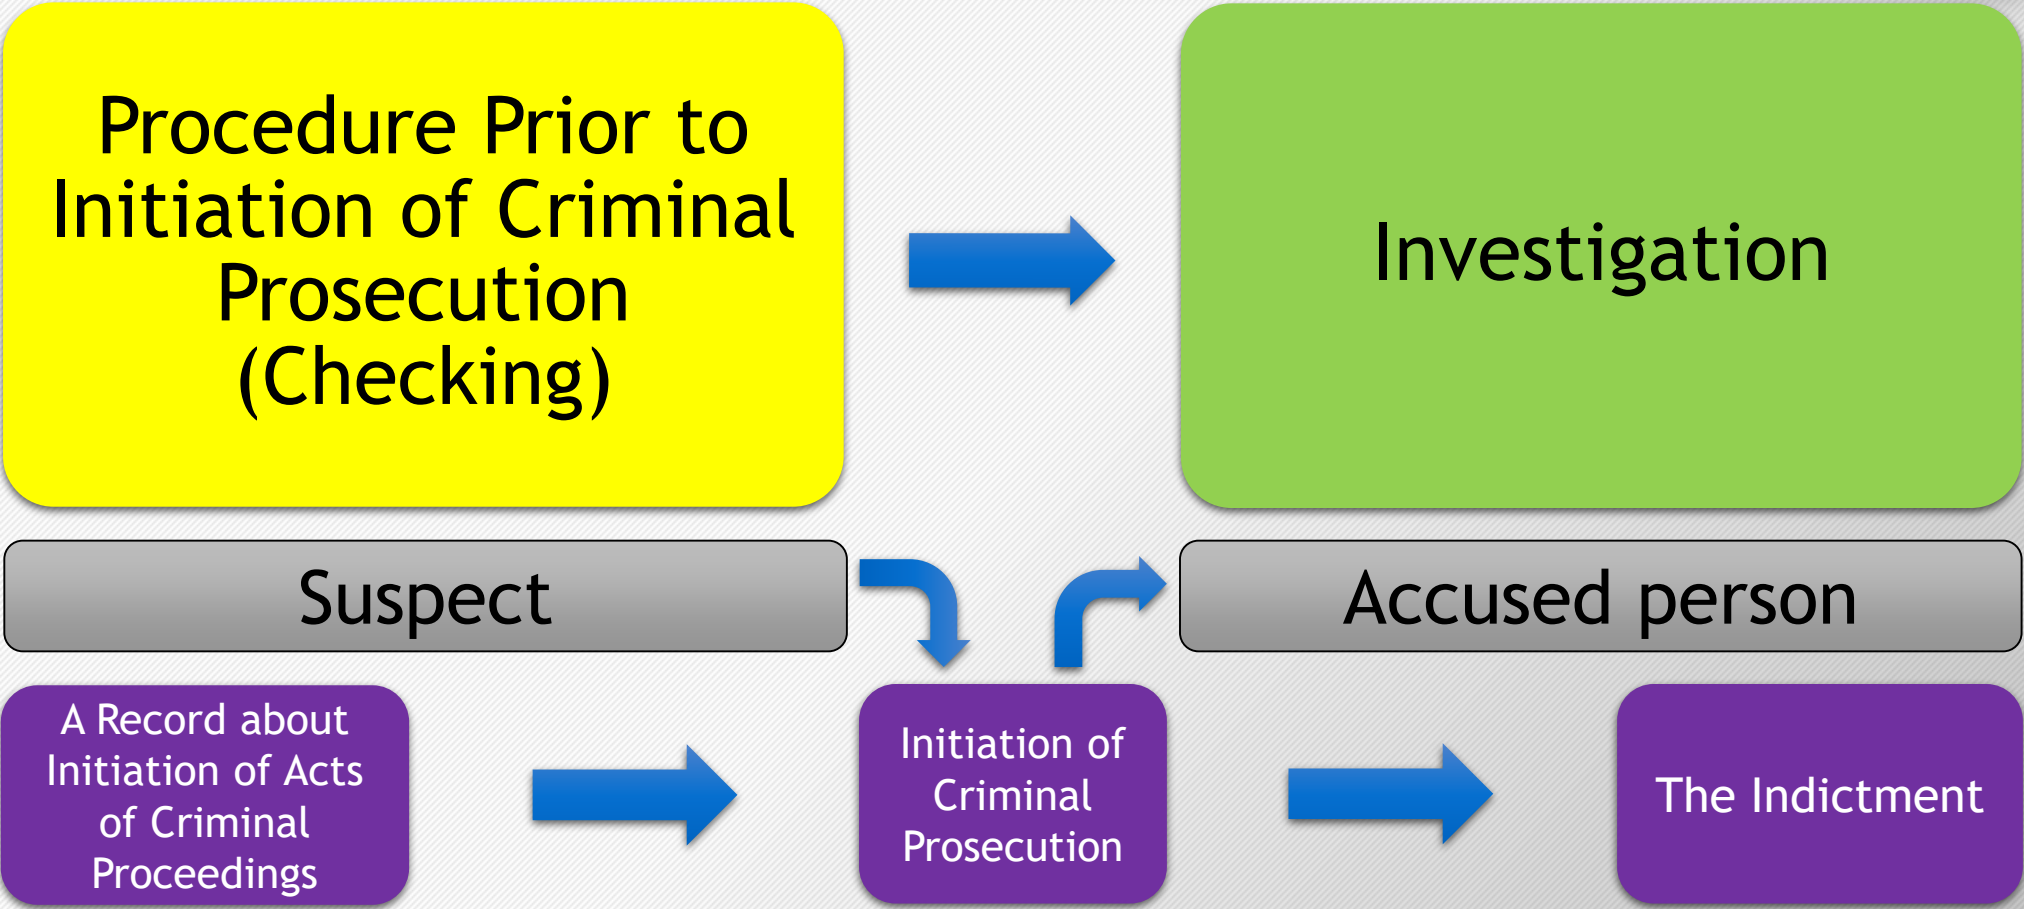 Procedure Prior to
Initiation of Criminal
Prosecution
(Checking)
Investigation
Suspect
Accused person
A Record about
Initiation of Acts
of Criminal
Proceedings
Initiation of
Criminal
Prosecution
The Indictment